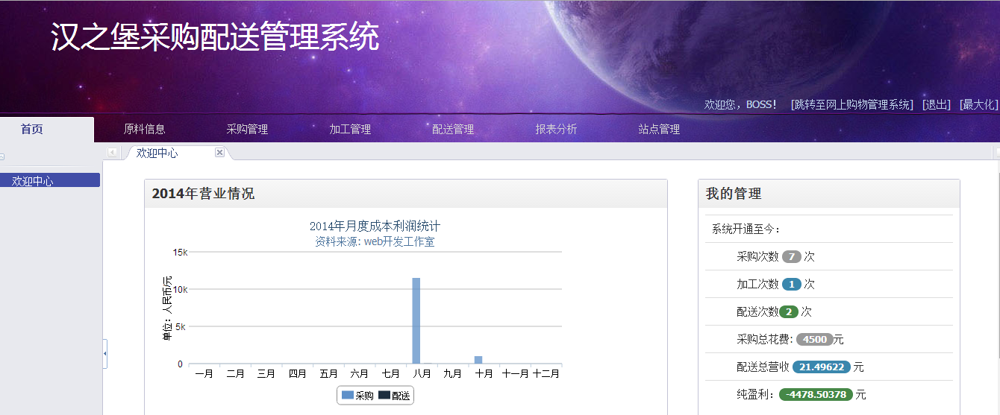 汉之堡采购配送管理系统
欢迎您，BOSS！ [跳转至网上购物管理系统] [退出] [最大化]
首页 原料信息 采购管理 加工管理 配送管理 报表分析 站点管理
欢迎中心
欢迎中心
2014年营业情况
2014年月度成本利润统计
资料来源: web开发工作室
单位：人民币/元
15k
10k
5k
0
一月 二月 三月 四月 五月 六月 七月 八月 九月 十月 十一月 十二月
采购 配送
我的管理
系统开通至今：
采购次数 7 次
加工次数 1 次
配送次数 2 次
采购总花费: 4500 元
配送总营收 21.49622 元
纯盈利： -4478.50378 元